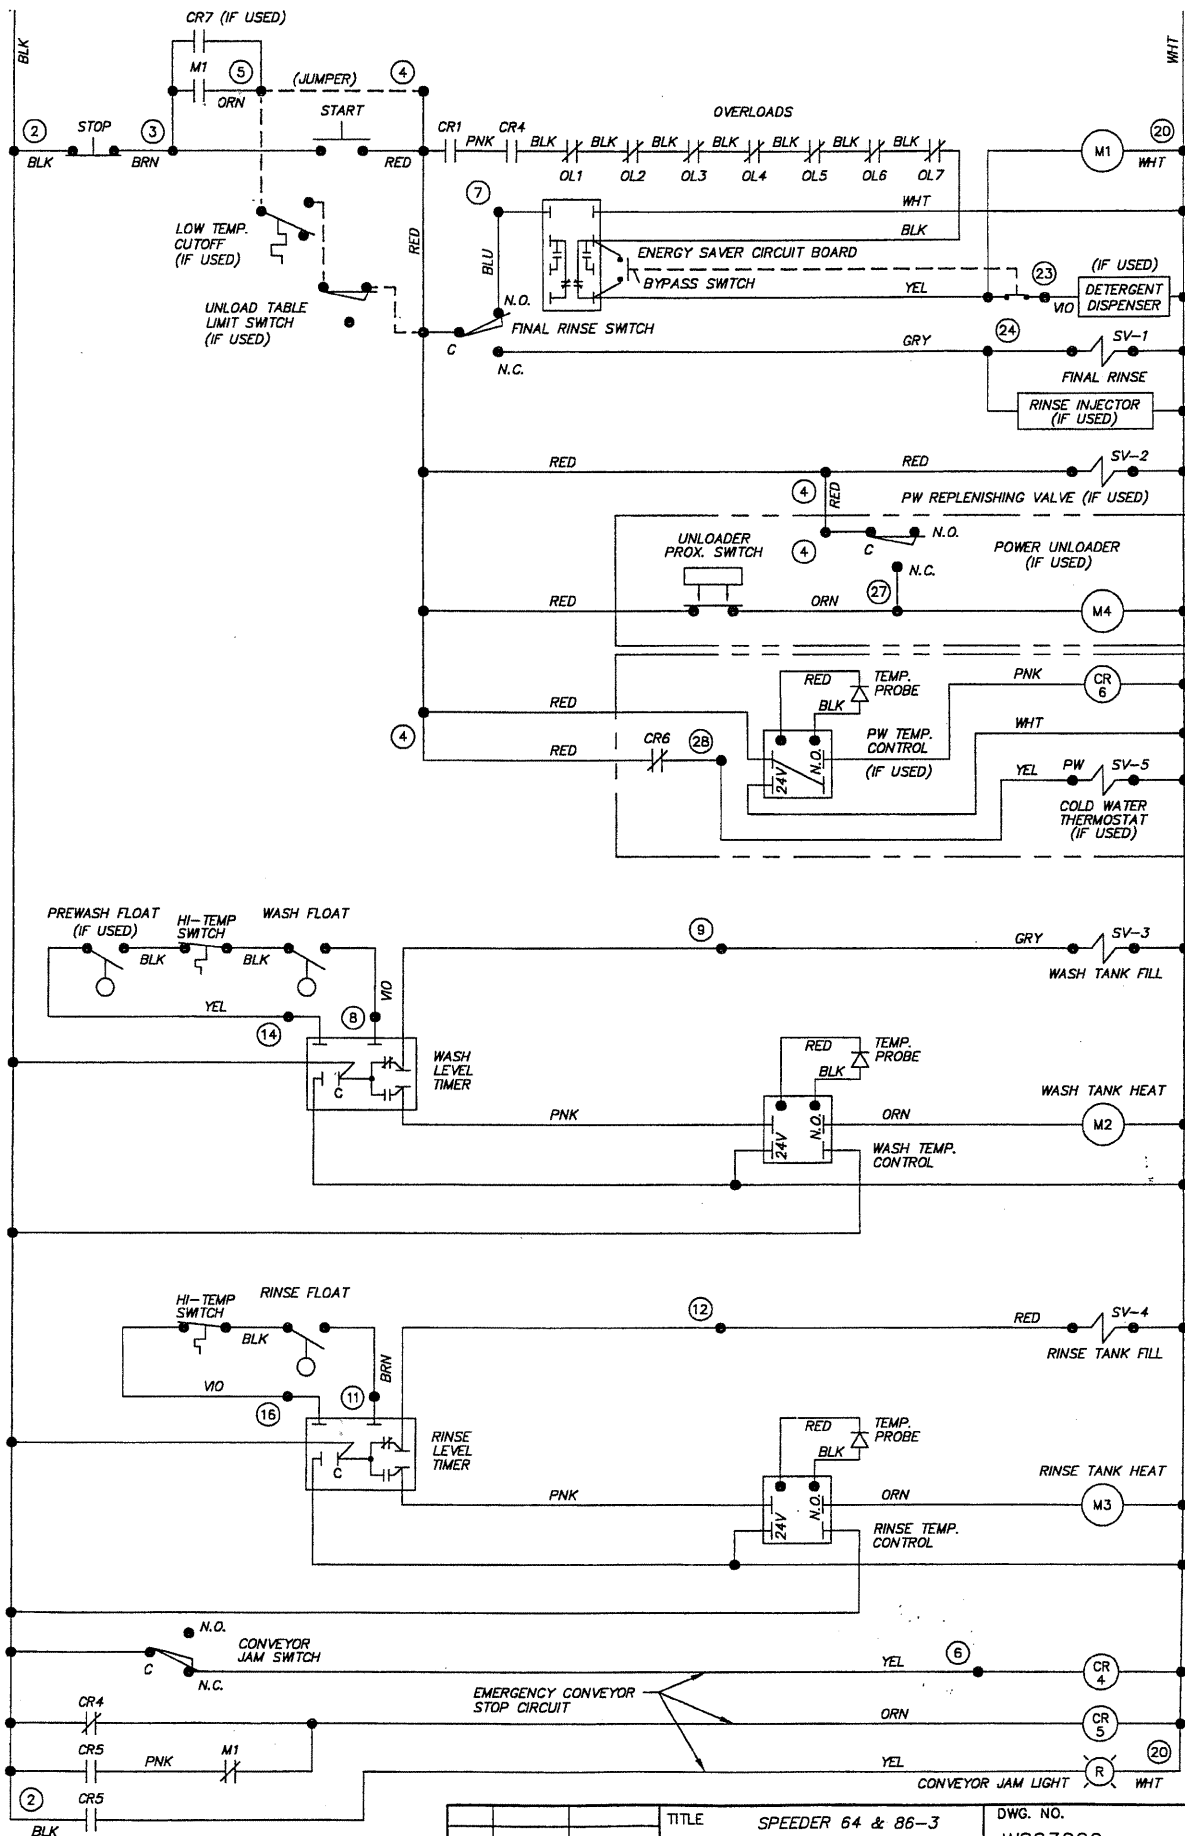 BLK
CR7 (IF USED)
WHT
M1
5
(JUMPER)
4
ORN
2
STOP
3
START
OVERLOADS
BLK
BRN
RED
CR1
PNK
CR4
BLK
BLK
BLK
BLK
BLK
BLK
BLK
OL1
OL2
OL3
OL4
OL5
OL6
OL7
M1
20
WHT
7
WHT
LOW TEMP.
CUTOFF
(IF USED)
RED
BLU
BLK
ENERGY SAVER CIRCUIT BOARD
BYPASS SWITCH
YEL
23
(IF USED)
DETERGENT
DISPENSER
VIO
UNLOAD TABLE
LIMIT SWITCH
(IF USED)
N.O.
FINAL RINSE SWITCH
C
N.C.
GRY
24
SV-1
FINAL RINSE
RINSE INJECTOR
(IF USED)
RED
RED
SV-2
4
RED
PW REPLENISHING VALVE (IF USED)
UNLOADER
PROX. SWITCH
4
C
N.O.
POWER UNLOADER
(IF USED)
N.C.
RED
ORN
27
M4
RED
TEMP.
PROBE
BLK
PNK
CR
6
RED
4
PW TEMP.
CONTROL
(IF USED)
WHT
RED
CR6
28
24V
N.O.
YEL
PW
SV-5
COLD WATER
THERMOSTAT
(IF USED)
PREWASH FLOAT
(IF USED)
HI-TEMP
SWITCH
WASH FLOAT
BLK
BLK
9
GRY
SV-3
WASH TANK FILL
VIO
YEL
14
8
C
WASH
LEVEL
TIMER
RED
TEMP.
PROBE
BLK
WASH TANK HEAT
PNK
24V
N.O.
ORN
M2
WASH TEMP.
CONTROL
HI-TEMP
SWITCH
RINSE FLOAT
BLK
12
RED
SV-4
RINSE TANK FILL
BRN
VIO
16
11
C
RINSE
LEVEL
TIMER
RED
TEMP.
PROBE
BLK
RINSE TANK HEAT
PNK
24V
N.O.
ORN
M3
RINSE TEMP.
CONTROL
N.O.
CONVEYOR
JAM SWITCH
C
N.C.
YEL
6
CR
4
EMERGENCY CONVEYOR
STOP CIRCUIT
CR4
ORN
CR
5
CR5
PNK
M1
YEL
20
CONVEYOR JAM LIGHT
R
WHT
2
CR5
BLK
TITLE
SPEEDER 64 & 86-3
DWG. NO.